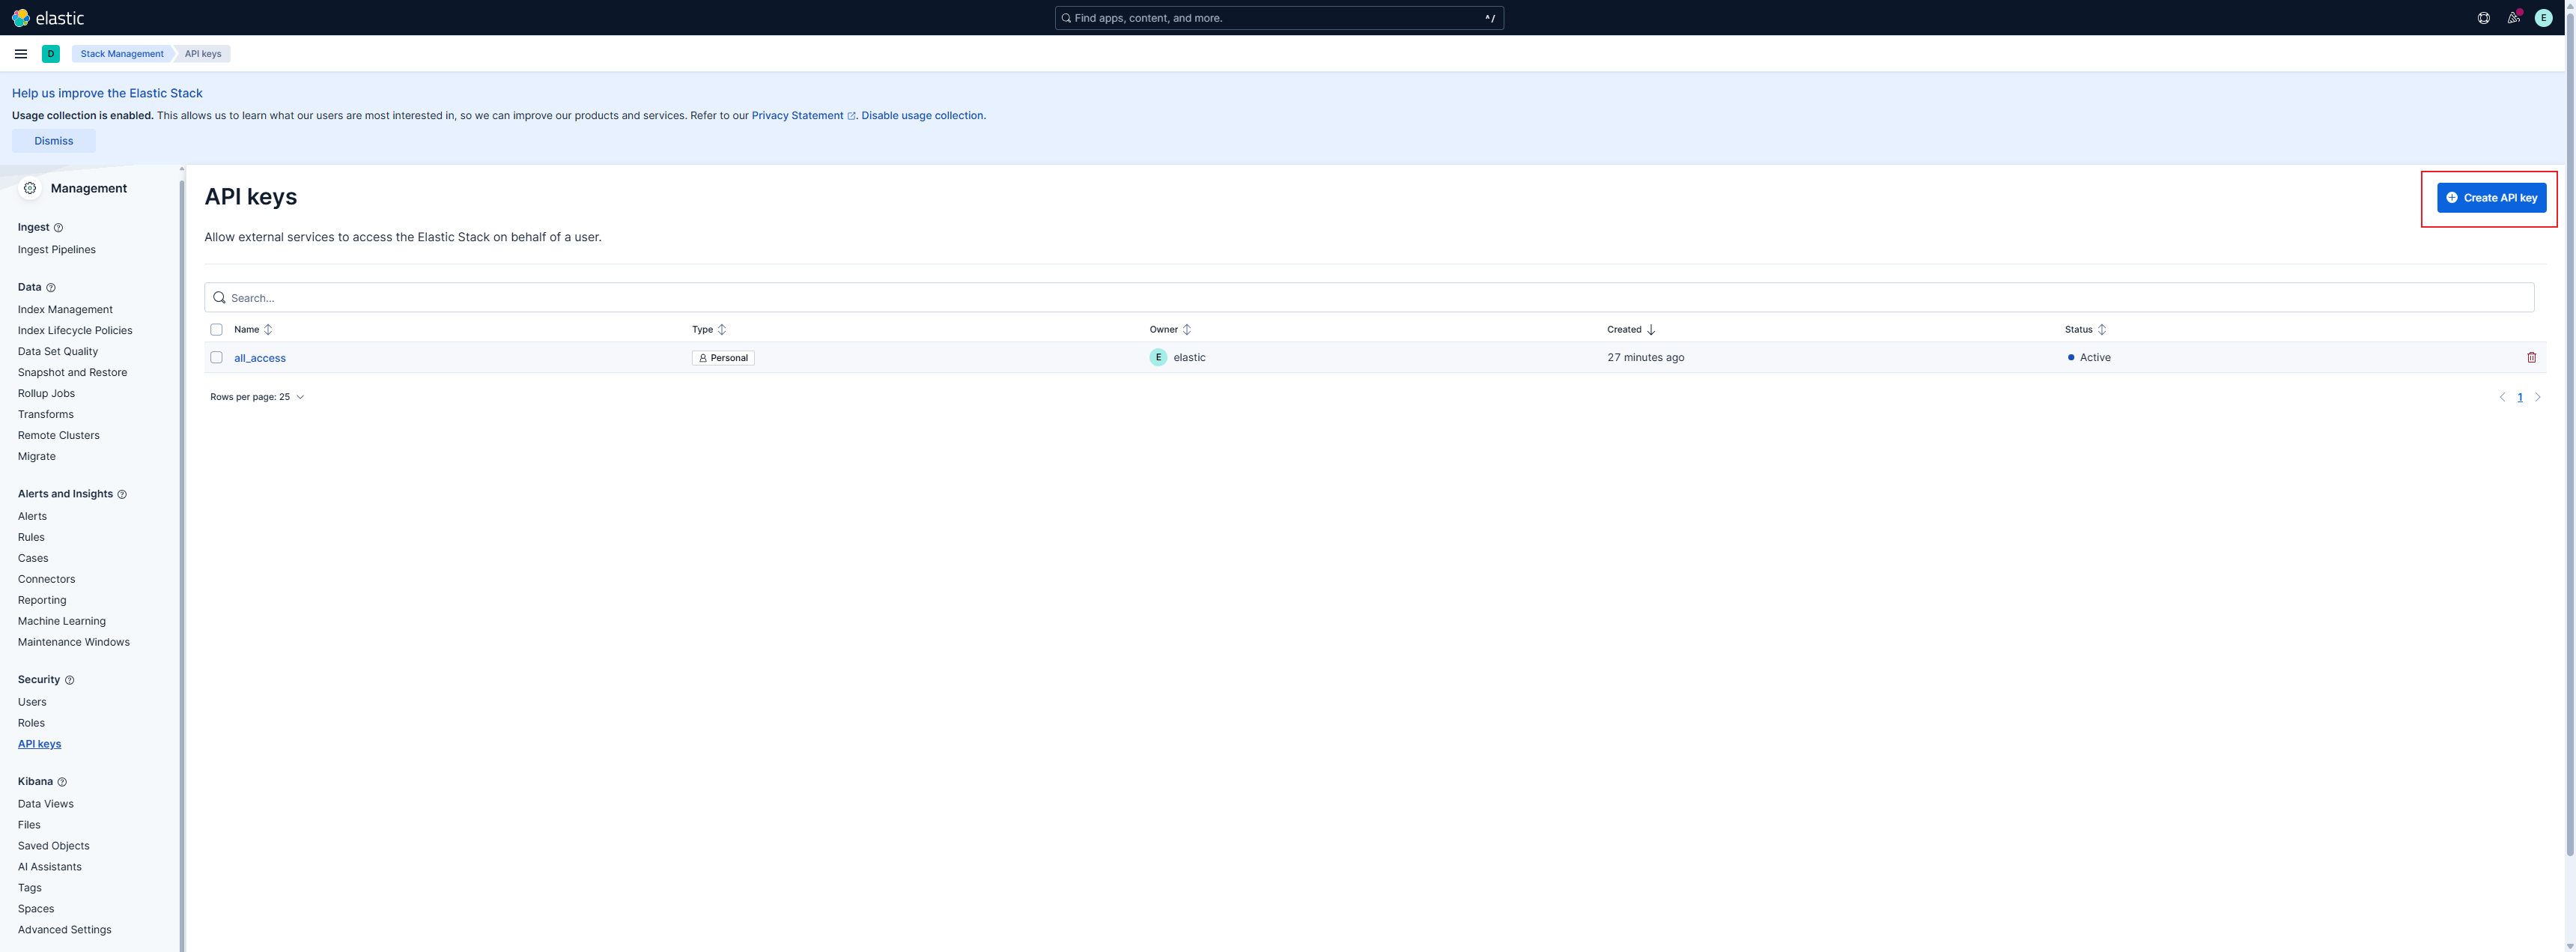 elastic
Find apps, content, and more.
^/
E
D
Stack Management
API keys
Help us improve the Elastic Stack
Usage collection is enabled. This allows us to learn what our users are most interested in, so we can improve our products and services. Refer to our Privacy Statement. Disable usage collection.
Dismiss
Management
Ingest
Ingest Pipelines
Data
Index Management
Index Lifecycle Policies
Data Set Quality
Snapshot and Restore
Rollup Jobs
Transforms
Remote Clusters
Migrate
Alerts and Insights
Alerts
Rules
Cases
Connectors
Reporting
Machine Learning
Maintenance Windows
Security
Users
Roles
API keys
Kibana
Data Views
Files
Saved Objects
AI Assistants
Tags
Spaces
Advanced Settings
API keys
Create API key
Allow external services to access the Elastic Stack on behalf of a user.
Search...
Name Type Owner Created Status
all_access Personal E elastic 27 minutes ago Active
Rows per page: 25
1